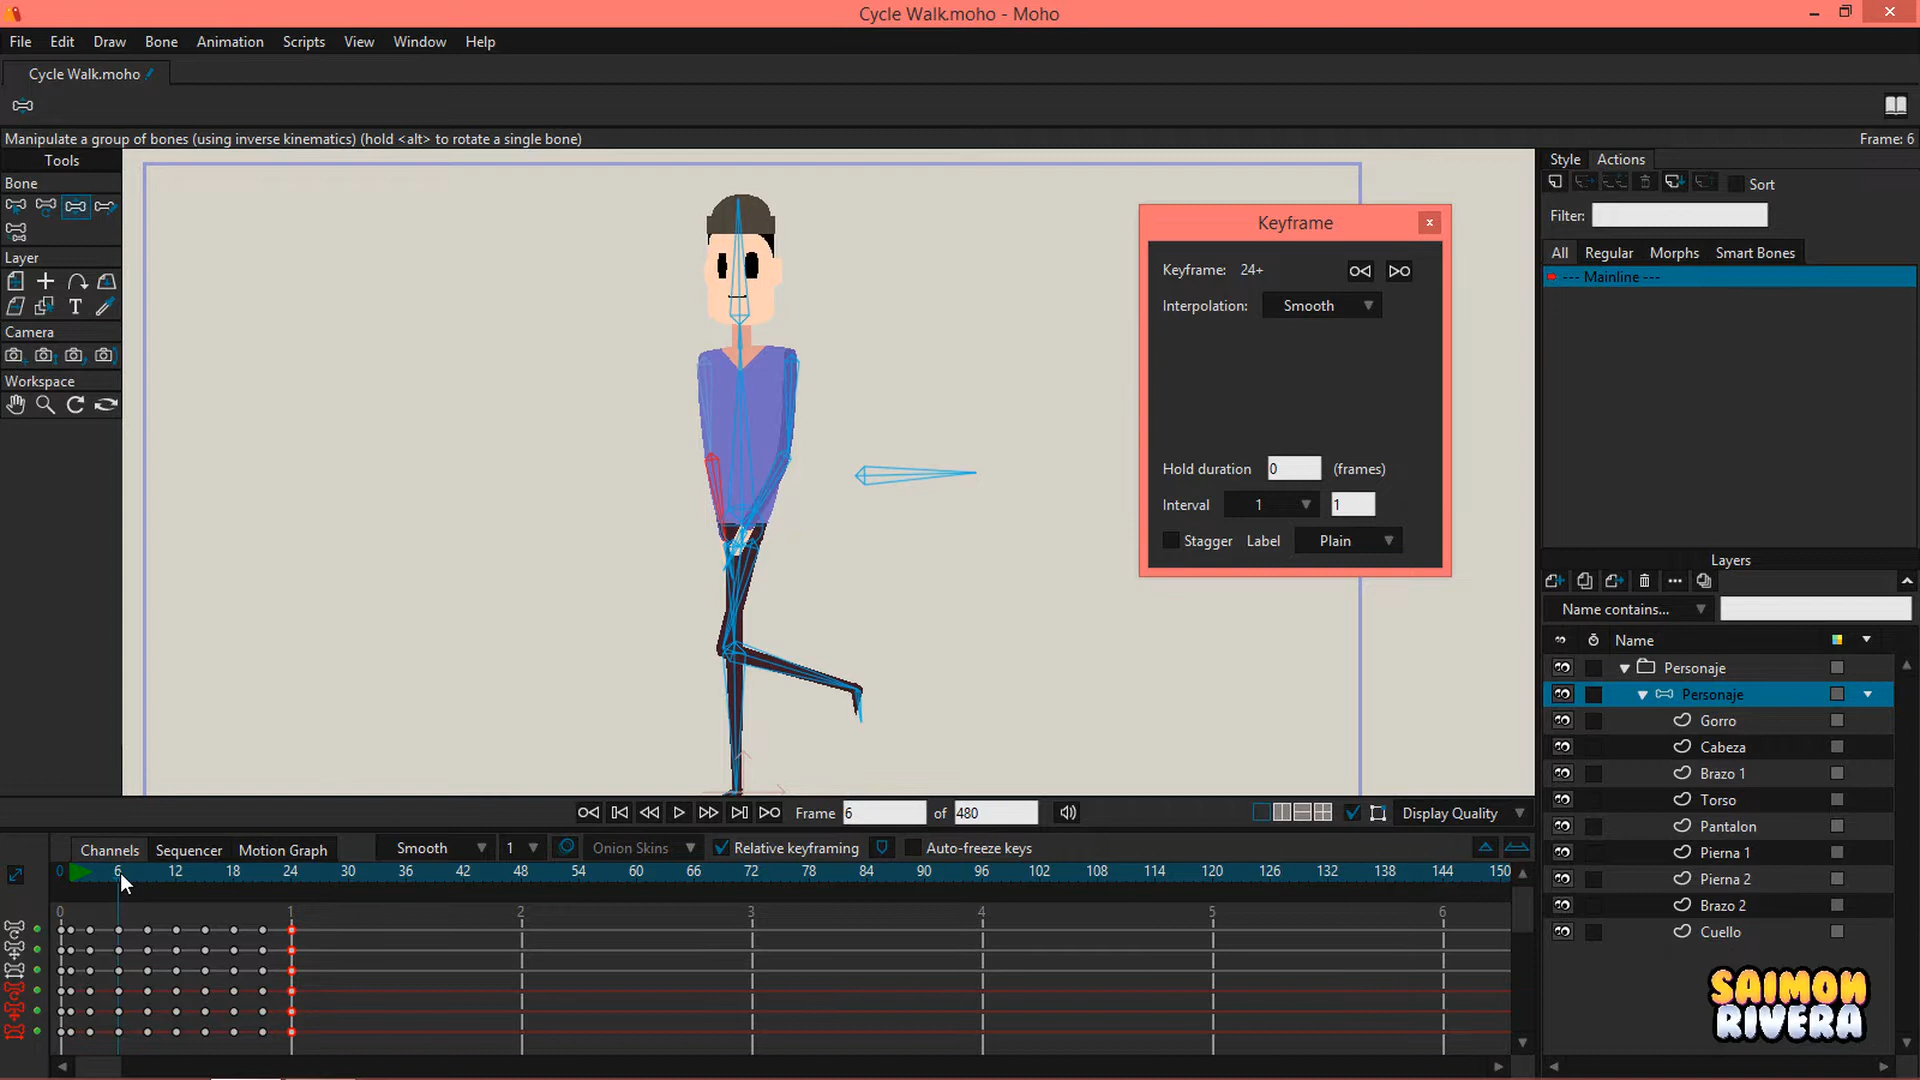 Cycle Walk.moho - Moho
File Edit Draw Bone Animation Scripts View Window Help
Cycle Walk.moho
Manipulate a group of bones (using inverse kinematics) (hold <alt> to rotate a single bone)
Frame: 6
Tools
Bone
Layer
T
Camera
Workspace
Style Actions
Sort
Filter:
All Regular Morphs Smart Bones
--- Mainline ---
Keyframe
Keyframe: 24+
Interpolation: Smooth
Hold duration 0 (frames)
Interval 1 1
Stagger Label Plain
Layers
Name contains...
Name
Personaje
Personaje
Gorro
Cabeza
Brazo 1
Torso
Pantalon
Pierna 1
Pierna 2
Brazo 2
Cuello
Frame 6 of 480
Display Quality
Channels Sequencer Motion Graph Smooth 1 Onion Skins Relative keyframing Auto-freeze keys
0 6 12 18 24 30 36 42 48 54 60 66 72 78 84 90 96 102 108 114 120 126 132 138 144 150
0 1 2 3 4 5 6
SAIMON
RIVERA